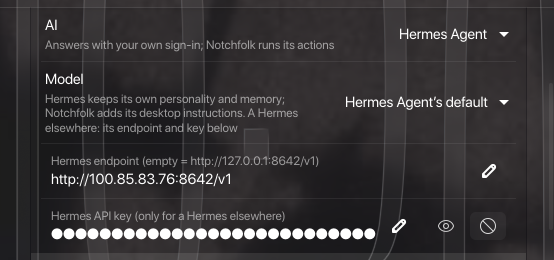 AI
Answers with your own sign-in; Notchfolk runs its actions
Hermes Agent
Model
Hermes keeps its own personality and memory;
Notchfolk adds its desktop instructions. A Hermes
elsewhere: its endpoint and key below
Hermes Agent's default
Hermes endpoint (empty = http://127.0.0.1:8642/v1)
http://100.85.83.76:8642/v1
Hermes API key (only for a Hermes elsewhere)